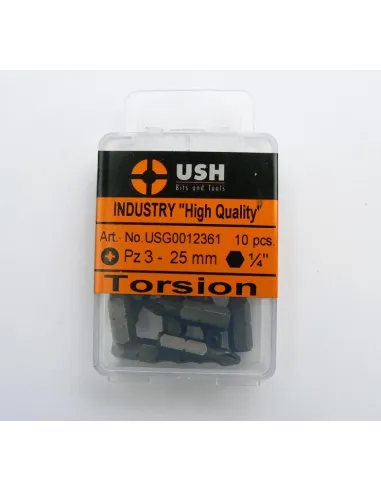 USH
Bits and Tools
INDUSTRY "High Quality"
Art.- No.USG0012361 10 pcs.
Pz 3 - 25 mm 1/4"
Torsion